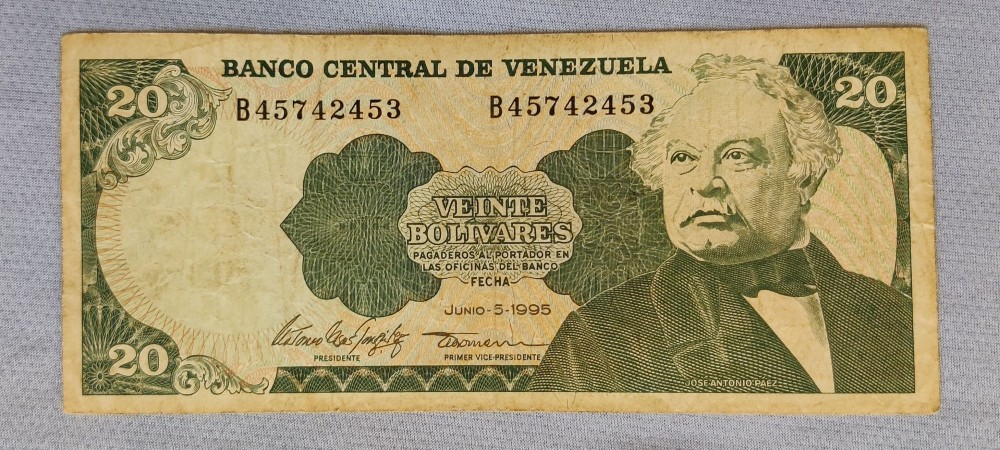 BANCO CENTRAL DE VENEZUELA
20 20
B45742453 B45742453
VEINTE
BOLIVARES
PAGADEROS AL PORTADOR EN
LAS OFICINAS DEL BANCO
FECHA
JUNIO-5-1995
PRESIDENTE PRIMER VICE-PRESIDENTE
20
JOSE ANTONIO PAEZ